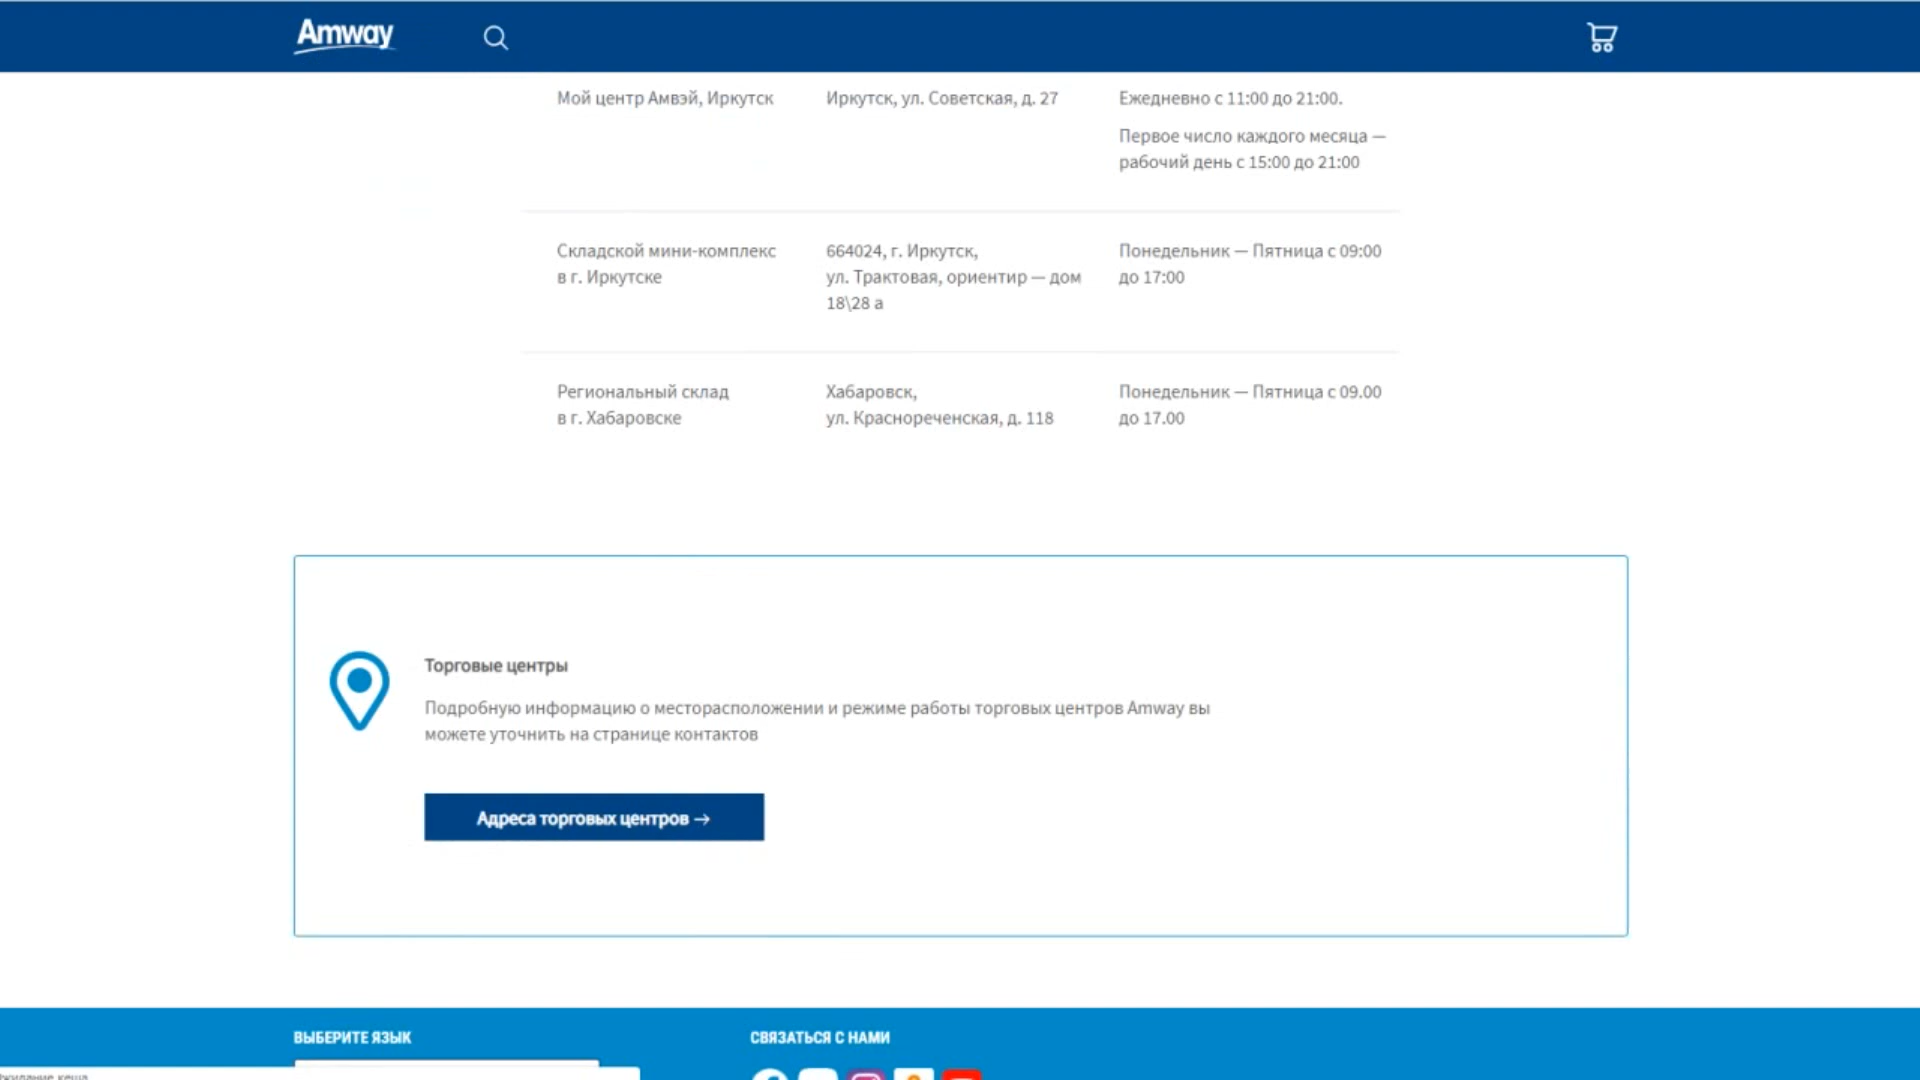 Amway
Мой центр Амвэй, Иркутск
Иркутск, ул. Советская, д. 27
Ежедневно с 11:00 до 21:00.
Первое число каждого месяца —
рабочий день с 15:00 до 21:00
Складской мини-комплекс
в г. Иркутске
664024, г. Иркутск,
ул. Трактовая, ориентир — дом
18\28 а
Понедельник — Пятница с 09:00
до 17:00
Региональный склад
в г. Хабаровске
Хабаровск,
ул. Краснореченская, д. 118
Понедельник — Пятница с 09.00
до 17.00
Торговые центры
Подробную информацию о месторасположении и режиме работы торговых центров Amway вы
можете уточнить на странице контактов
Адреса торговых центров →
ВЫБЕРИТЕ ЯЗЫК
СВЯЗАТЬСЯ С НАМИ